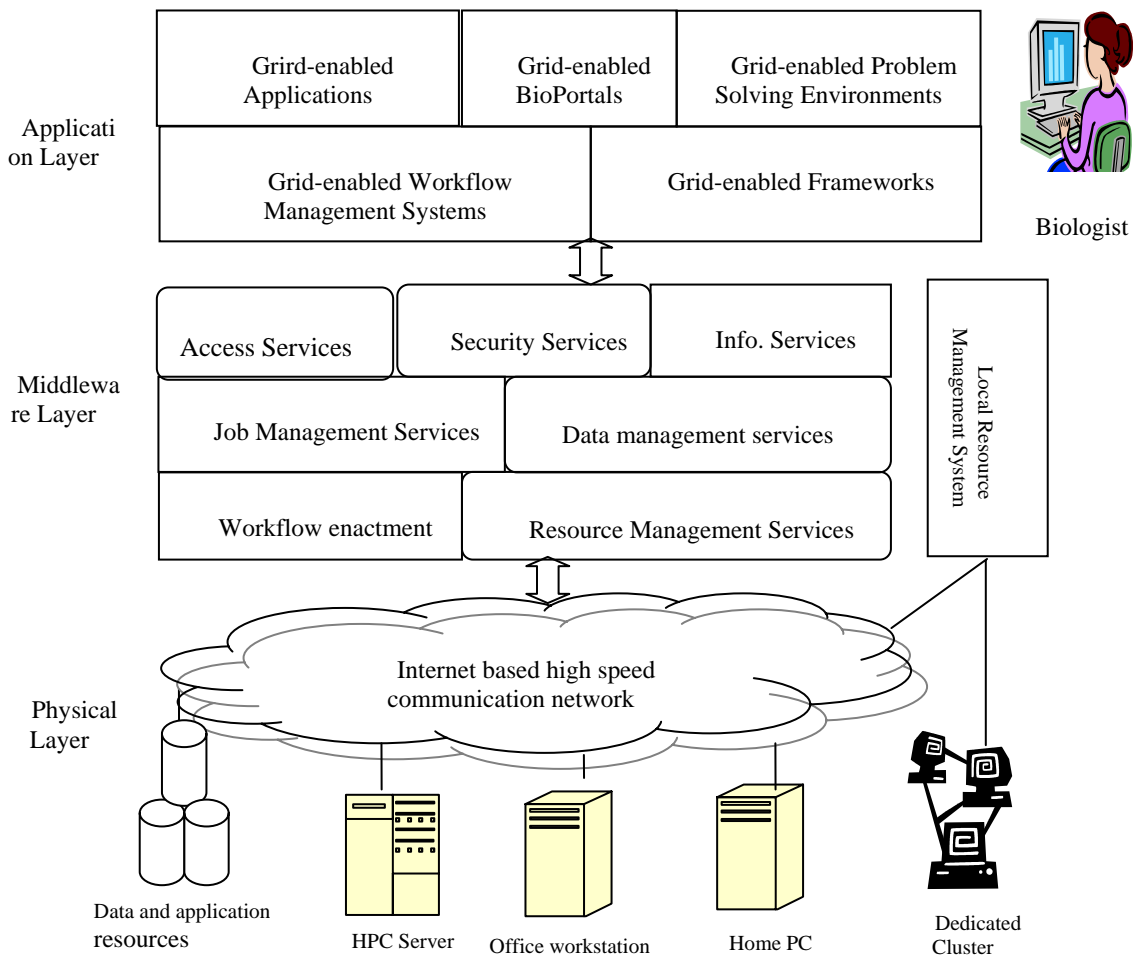 Grird-enabled
Applications
Grid-enabled
BioPortals
Grid-enabled Problem
Solving Environments
Applicati
on Layer
Grid-enabled Workflow
Management Systems
Grid-enabled Frameworks
Biologist
Access Services
Security Services
Info. Services
Local Resource
Management System
Middlewa
re Layer
Job Management Services
Data management services
Workflow enactment
Resource Management Services
Internet based high speed
communication network
Physical
Layer
Data and application
resources
HPC Server
Office workstation
Home PC
Dedicated
Cluster